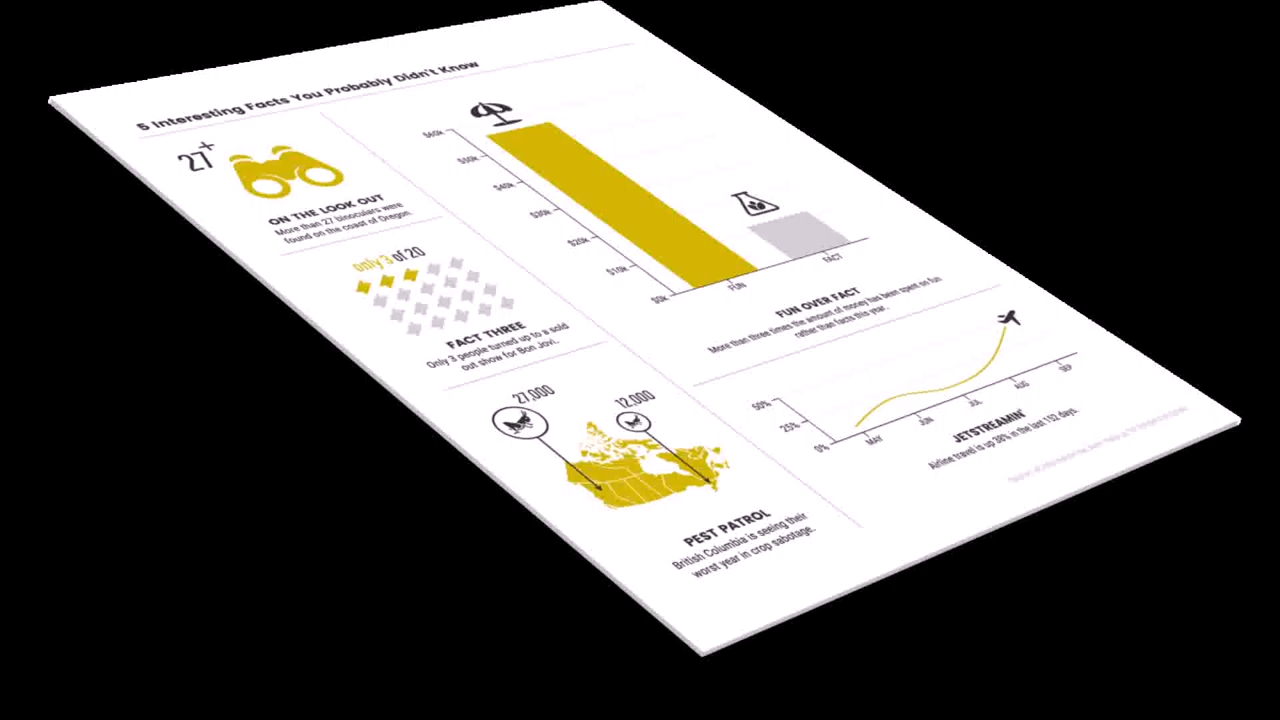 5 Interesting Facts You Probably Didn't Know
27+
ON THE LOOK OUT
More than 27 binoculars were
found on the coast of Oregon.
only 3 of 20
FACT THREE
Only 3 people turned up to a sold
out show for Bon Jovi.
27,000
12,000
PEST PATROL
British Columbia is seeing their
worst year in crop sabotage.
$60k
$50k
$40k
$30k
$20k
$10k
$0k
FUN
FACT
FUN OVER FACT
More than three times the amount of money has been spent on fun
rather than facts this year.
50%
25%
0%
MAY
JUN
JUL
AUG
SEP
JETSTREAMIN'
Airline travel is up 38% in the last 152 days.